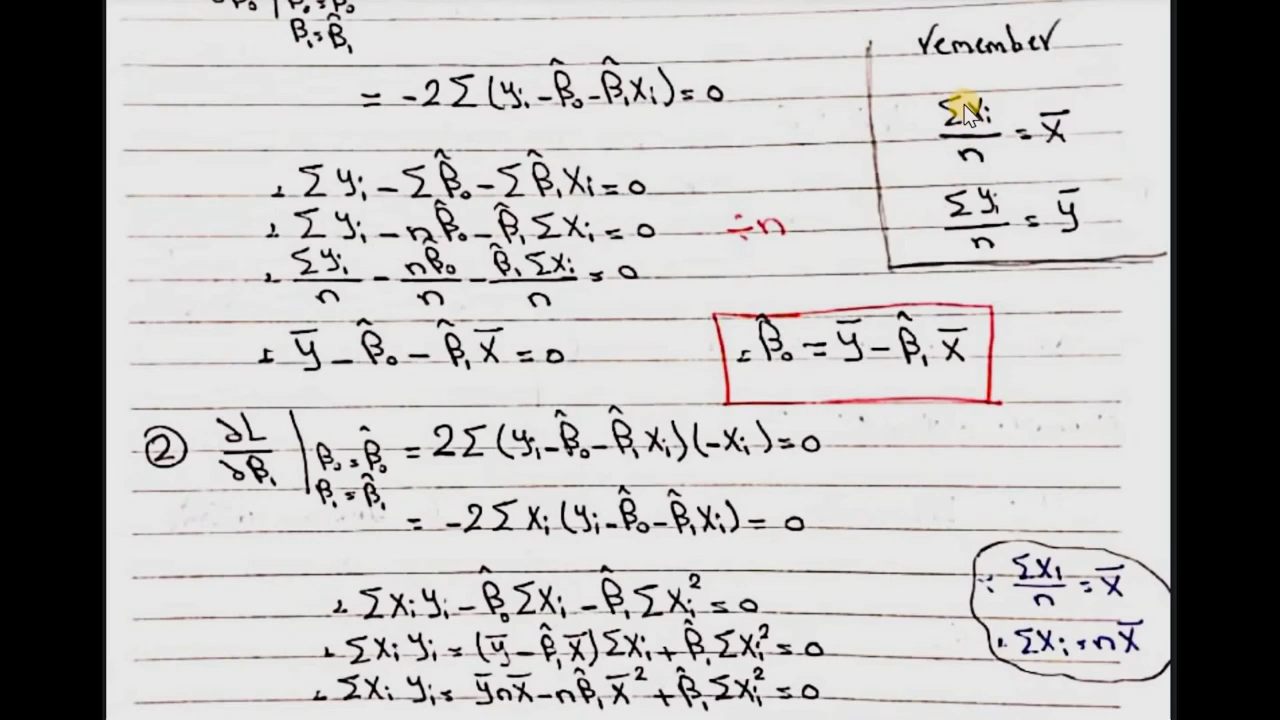 β₀ | β₀ = β̂₀
β₁ = β̂₁
= -2Σ(yᵢ - β̂₀ - β̂₁xᵢ) = 0
∴ Σyᵢ - Σβ̂₀ - Σβ̂₁xᵢ = 0
∴ Σyᵢ - nβ̂₀ - β̂₁Σxᵢ = 0 ÷n
∴ Σyᵢ/n - nβ̂₀/n - β̂₁Σxᵢ/n = 0
∴ ȳ - β̂₀ - β̂₁x̄ = 0
∴ β̂₀ = ȳ - β̂₁x̄
remember
Σxᵢ/n = x̄
Σyᵢ/n = ȳ
② ∂L/∂β₁ | β₀ = β̂₀ = 2Σ(yᵢ - β̂₀ - β̂₁xᵢ)(-xᵢ) = 0
β₁ = β̂₁
= -2Σxᵢ(yᵢ - β̂₀ - β̂₁xᵢ) = 0
∴ Σxᵢyᵢ - β̂₀Σxᵢ - β̂₁Σxᵢ² = 0
∴ Σxᵢyᵢ = (ȳ - β̂₁x̄)Σxᵢ + β̂₁Σxᵢ² = 0
∴ Σxᵢyᵢ = ȳnx̄ - nβ̂₁x̄² + β̂₁Σxᵢ² = 0
∵ Σxᵢ/n = x̄
∴ Σxᵢ = nx̄